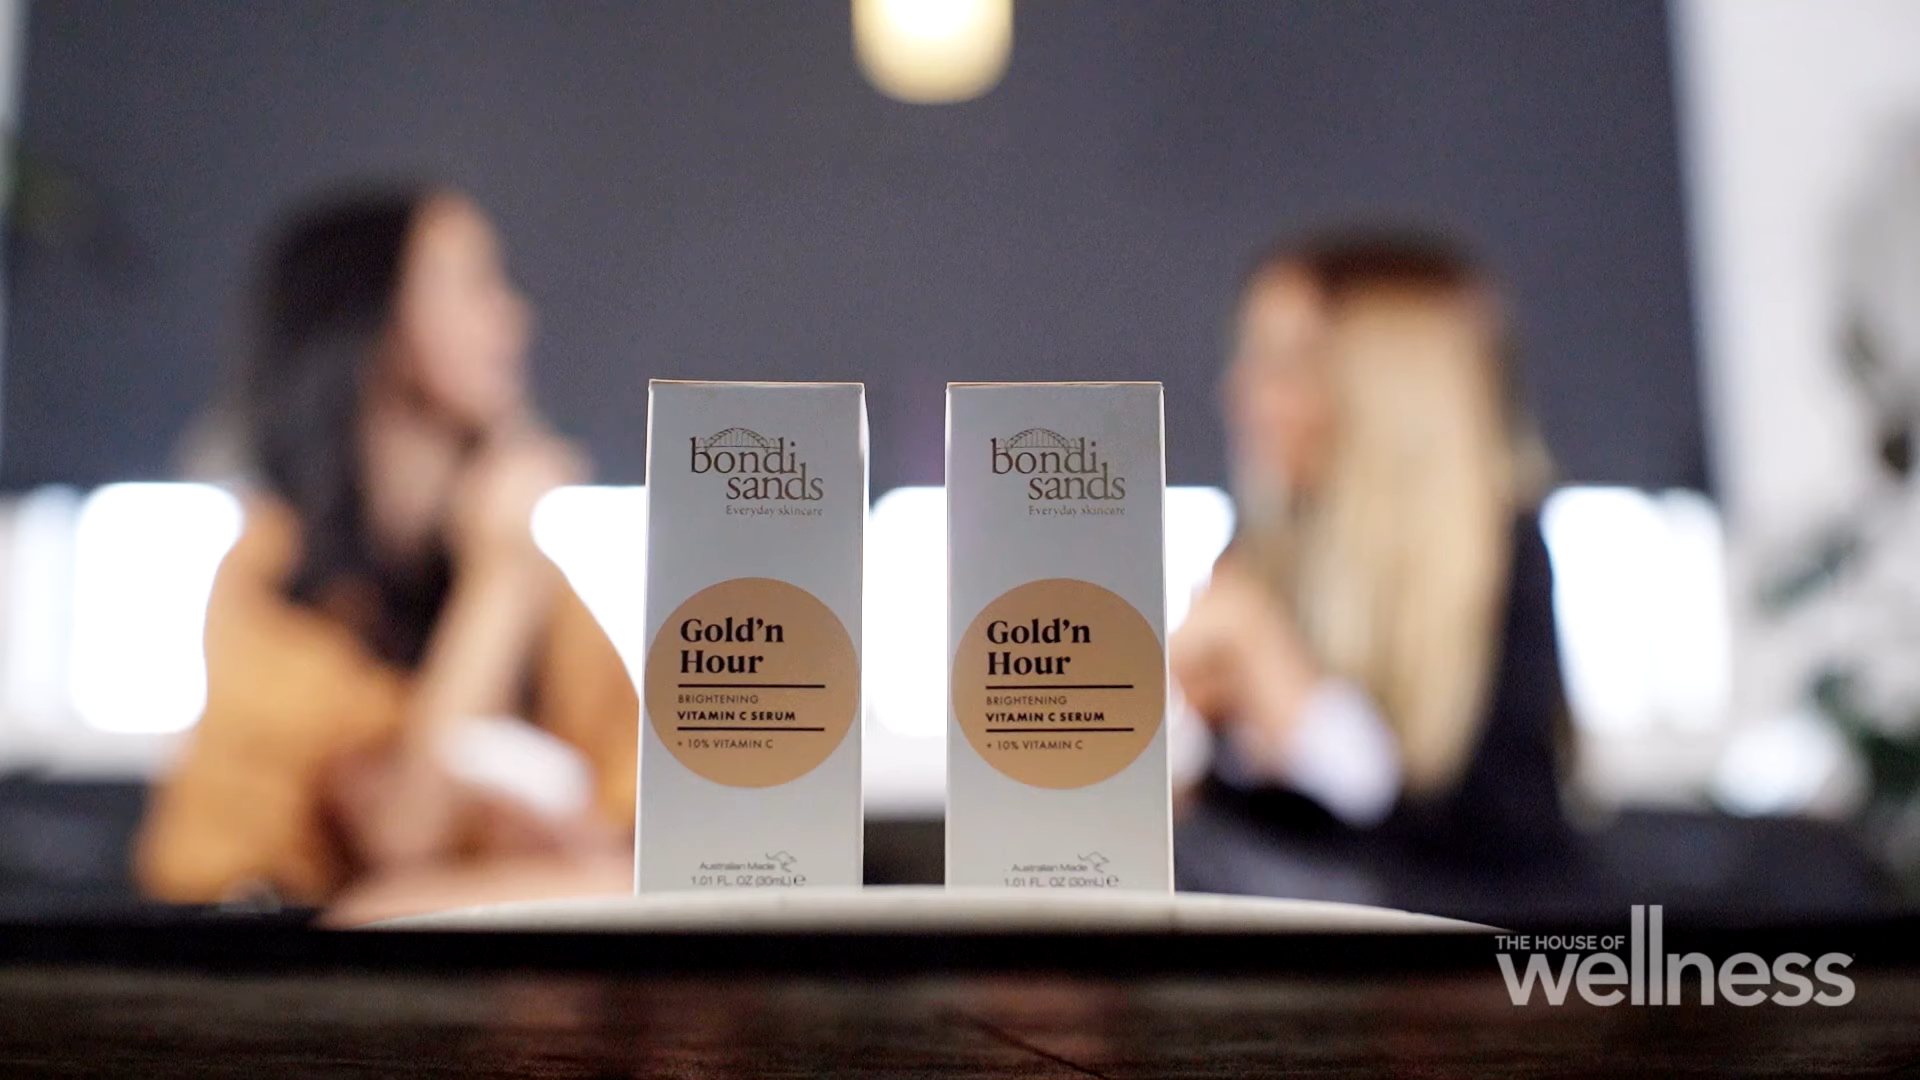 bondi
sands
Everyday skincare
Gold'n
Hour
BRIGHTENING
VITAMIN C SERUM
+ 10% VITAMIN C
Australian Made
1.01 FL. OZ (30mL) ℮
bondi
sands
Everyday skincare
Gold'n
Hour
BRIGHTENING
VITAMIN C SERUM
+ 10% VITAMIN C
Australian Made
1.01 FL. OZ (30mL) ℮
THE HOUSE OF
wellness